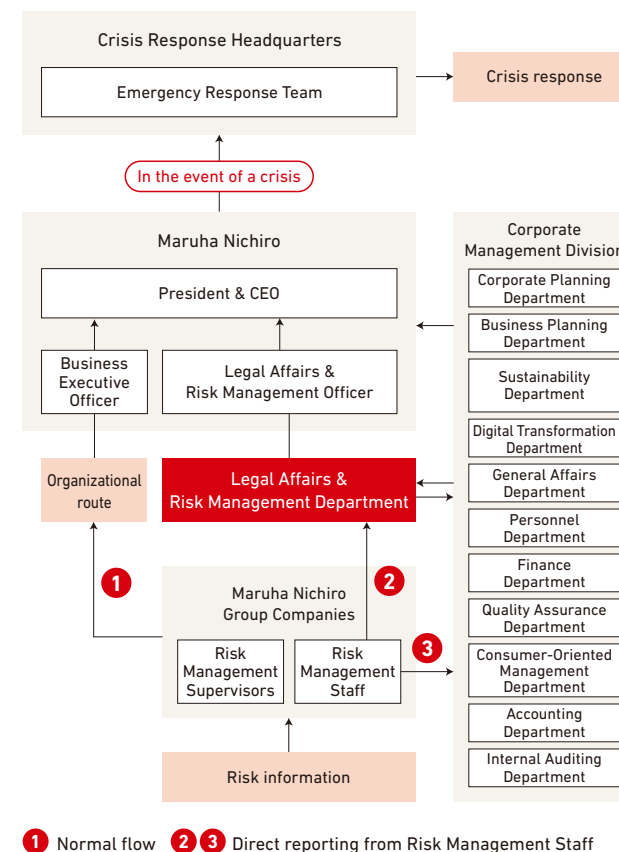 Crisis Response Headquarters
Emergency Response Team
Crisis response
In the event of a crisis
Maruha Nichiro
President & CEO
Business
Executive
Officer
Legal Affairs &
Risk Management Officer
Organizational
route
Legal Affairs &
Risk Management Department
1
2
Maruha Nichiro
Group Companies
3
Risk
Management
Supervisors
Risk
Management
Staff
Risk information
Corporate
Management Division
Corporate Planning
Department
Business Planning
Department
Sustainability
Department
Digital Transformation
Department
General Affairs
Department
Personnel
Department
Finance
Department
Quality Assurance
Department
Consumer-Oriented
Management
Department
Accounting
Department
Internal Auditing
Department
1 Normal flow 2 3 Direct reporting from Risk Management Staff